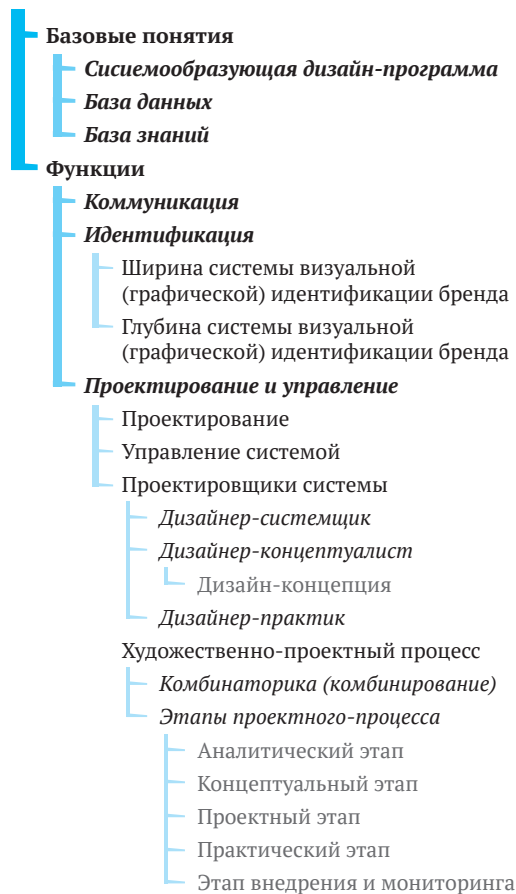 Базовые понятия
Сисиемообразующая дизайн-программа
База данных
База знаний
Функции
Коммуникация
Идентификация
Ширина системы визуальной
(графической) идентификации бренда
Глубина системы визуальной
(графической) идентификации бренда
Проектирование и управление
Проектирование
Управление системой
Проектировщики системы
Дизайнер-системщик
Дизайнер-концептуалист
Дизайн-концепция
Дизайнер-практик
Художественно-проектный процесс
Комбинаторика (комбинирование)
Этапы проектного-процесса
Аналитический этап
Концептуальный этап
Проектный этап
Практический этап
Этап внедрения и мониторинга